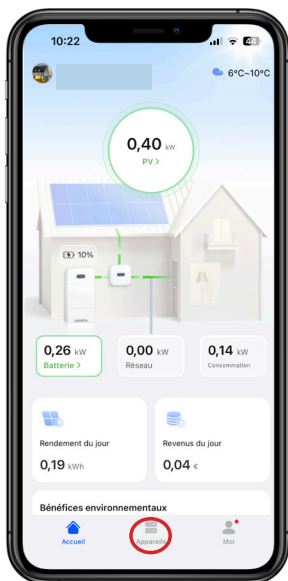 10:22
44
6°C~10°C
0,40 kW
PV >
10%
0,26 kW
Batterie >
0,00 kW
Réseau
0,14 kW
Consommation
Rendement du jour
0,19 kWh
Revenus du jour
0,04 €
Bénéfices environnementaux
Accueil
Appareils
Moi